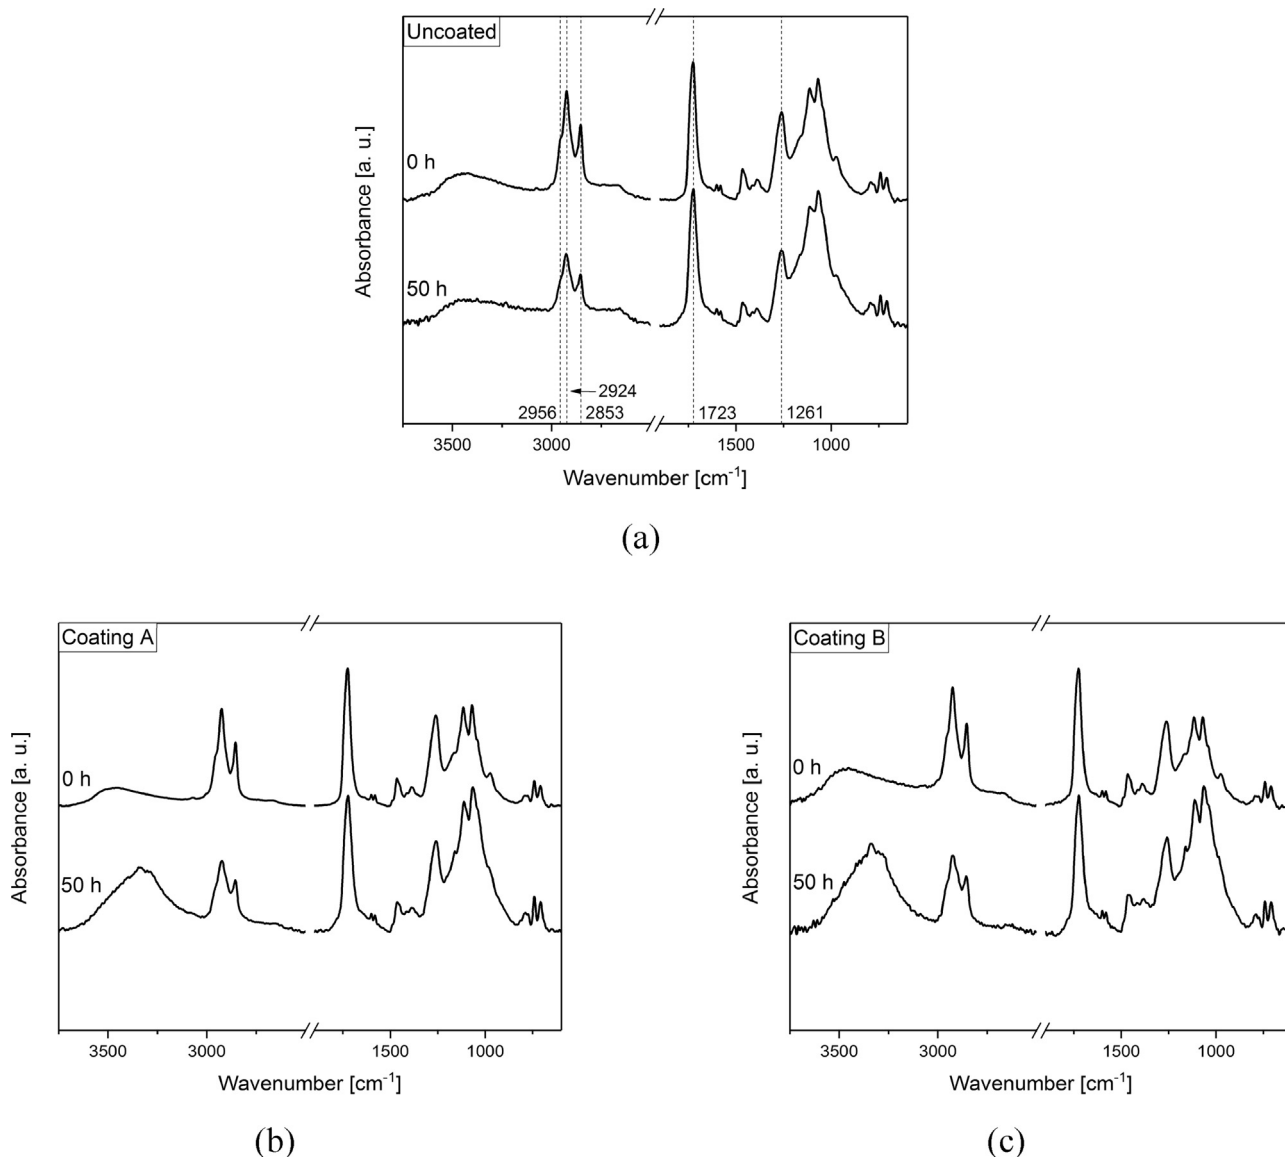 Uncoated
0 h
50 h
2924
2956 2853 1723 1261
3500 3000 1500 1000
Absorbance [a. u.]
Wavenumber [cm⁻¹]
(a)
Coating A
0 h
50 h
3500 3000 1500 1000
Absorbance [a. u.]
Wavenumber [cm⁻¹]
(b)
Coating B
0 h
50 h
3500 3000 1500 1000
Absorbance [a. u.]
Wavenumber [cm⁻¹]
(c)